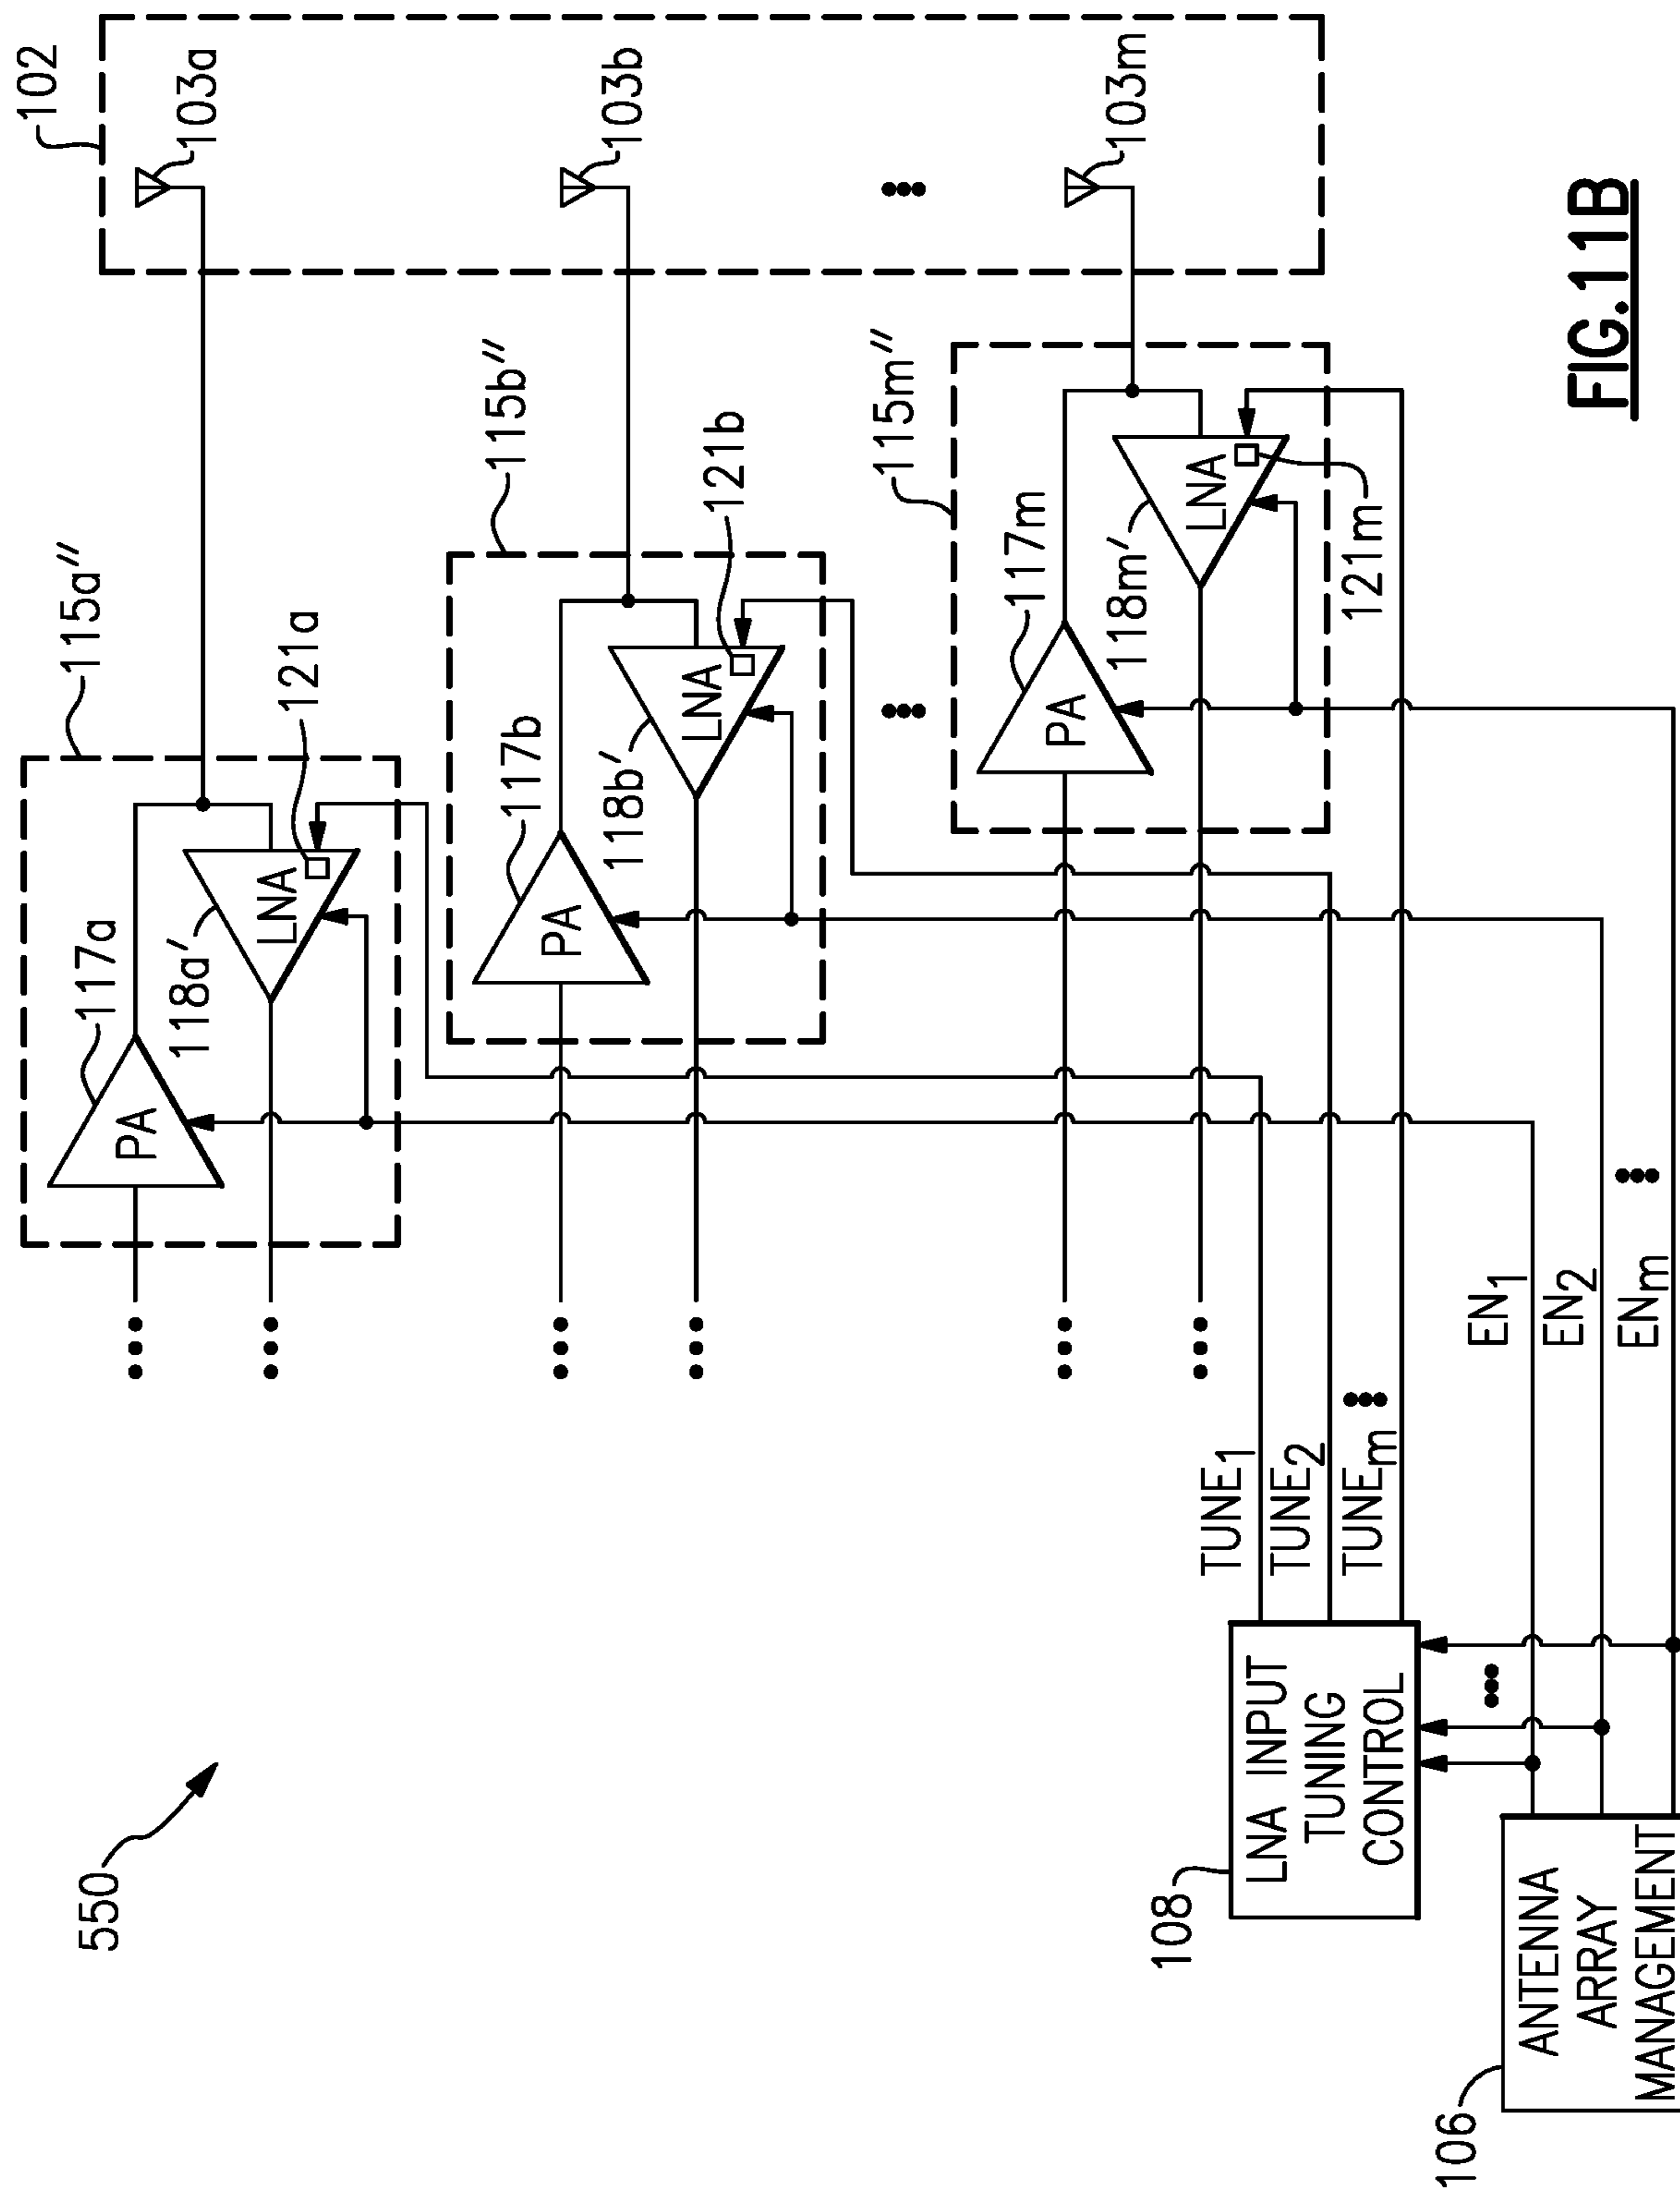 550
102
103a
103b
103m
115a″
121a
117a
118a′
LNA
PA
115b″
121b
117b
118b′
LNA
PA
115m″
117m
118m′
LNA
121m
PA
TUNE1
TUNE2
TUNEm
EN1
EN2
ENm
108
LNA INPUT
TUNING
CONTROL
106
ANTENNA
ARRAY
MANAGEMENT
FIG.11B